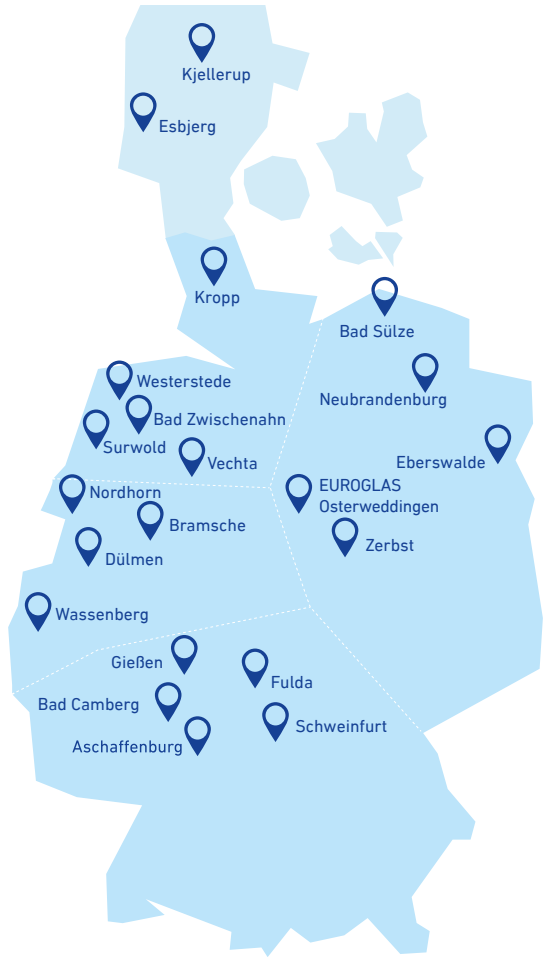 Kjellerup
Esbjerg
Kropp
Bad Sülze
Westerstede
Neubrandenburg
Bad Zwischenahn
Surwold
Vechta
Eberswalde
EUROGLAS
Osterweddingen
Nordhorn
Bramsche
Zerbst
Dülmen
Wassenberg
Gießen
Fulda
Bad Camberg
Schweinfurt
Aschaffenburg